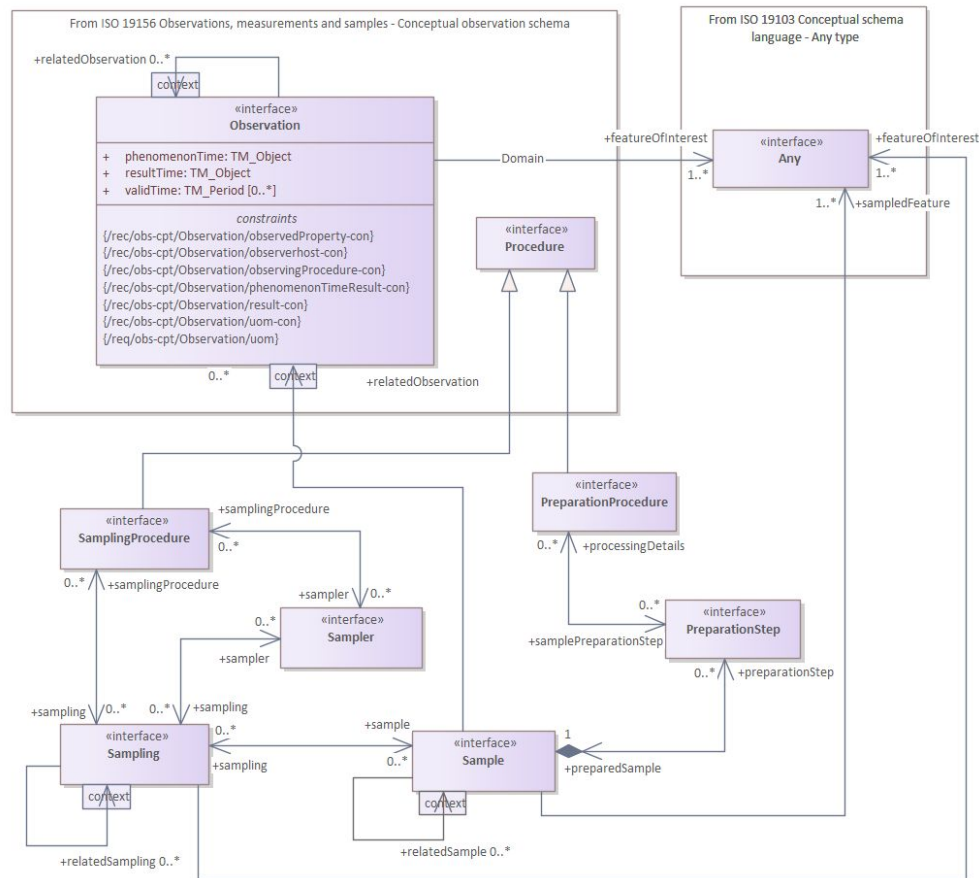 From ISO 19156 Observations, measurements and samples - Conceptual observation schema
From ISO 19103 Conceptual schema
language - Any type
+relatedObservation 0..*
context
«interface»
Observation
+ phenomenonTime: TM_Object
+ resultTime: TM_Object
+ validTime: TM_Period [0..*]
constraints
{/rec/obs-cpt/Observation/observedProperty-con}
{/rec/obs-cpt/Observation/observerhost-con}
{/rec/obs-cpt/Observation/observingProcedure-con}
{/rec/obs-cpt/Observation/phenomenonTimeResult-con}
{/rec/obs-cpt/Observation/result-con}
{/rec/obs-cpt/Observation/uom-con}
{/req/obs-cpt/Observation/uom}
0..*
context
+relatedObservation
Domain
+featureOfInterest
1..*
«interface»
Any
+featureOfInterest
1..*
1..*
+sampledFeature
«interface»
Procedure
«interface»
SamplingProcedure
+samplingProcedure
0..*
0..*
+samplingProcedure
+sampler
0..*
«interface»
Sampler
0..*
+sampler
«interface»
PreparationProcedure
0..*
+processingDetails
0..*
+samplePreparationStep
«interface»
PreparationStep
0..*
+preparationStep
+sampling
0..*
0..*
+sampling
«interface»
Sampling
context
+relatedSampling 0..*
0..*
+sampling
+sample
0..*
«interface»
Sample
context
+relatedSample 0..*
1
+preparedSample